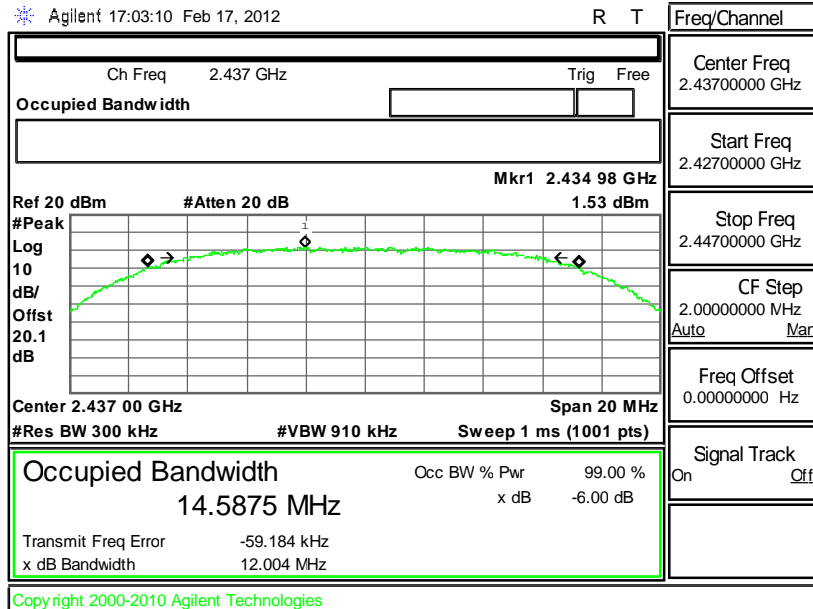 Agilent 17:03:10 Feb 17, 2012 R T
Freq/Channel
Ch Freq 2.437 GHz Trig Free
Occupied Bandwidth
Center Freq
2.43700000 GHz
Start Freq
2.42700000 GHz
Stop Freq
2.44700000 GHz
CF Step
2.00000000 MHz
Auto Man
Freq Offset
0.00000000 Hz
Signal Track
On Off
Mkr1 2.434 98 GHz
Ref 20 dBm #Atten 20 dB 1.53 dBm
#Peak
Log
10
dB/
Offst
20.1
dB
1
Center 2.437 00 GHz Span 20 MHz
#Res BW 300 kHz #VBW 910 kHz Sweep 1 ms (1001 pts)
Occupied Bandwidth
14.5875 MHz
Occ BW % Pwr 99.00 %
x dB -6.00 dB
Transmit Freq Error -59.184 kHz
x dB Bandwidth 12.004 MHz
Copyright 2000-2010 Agilent Technologies